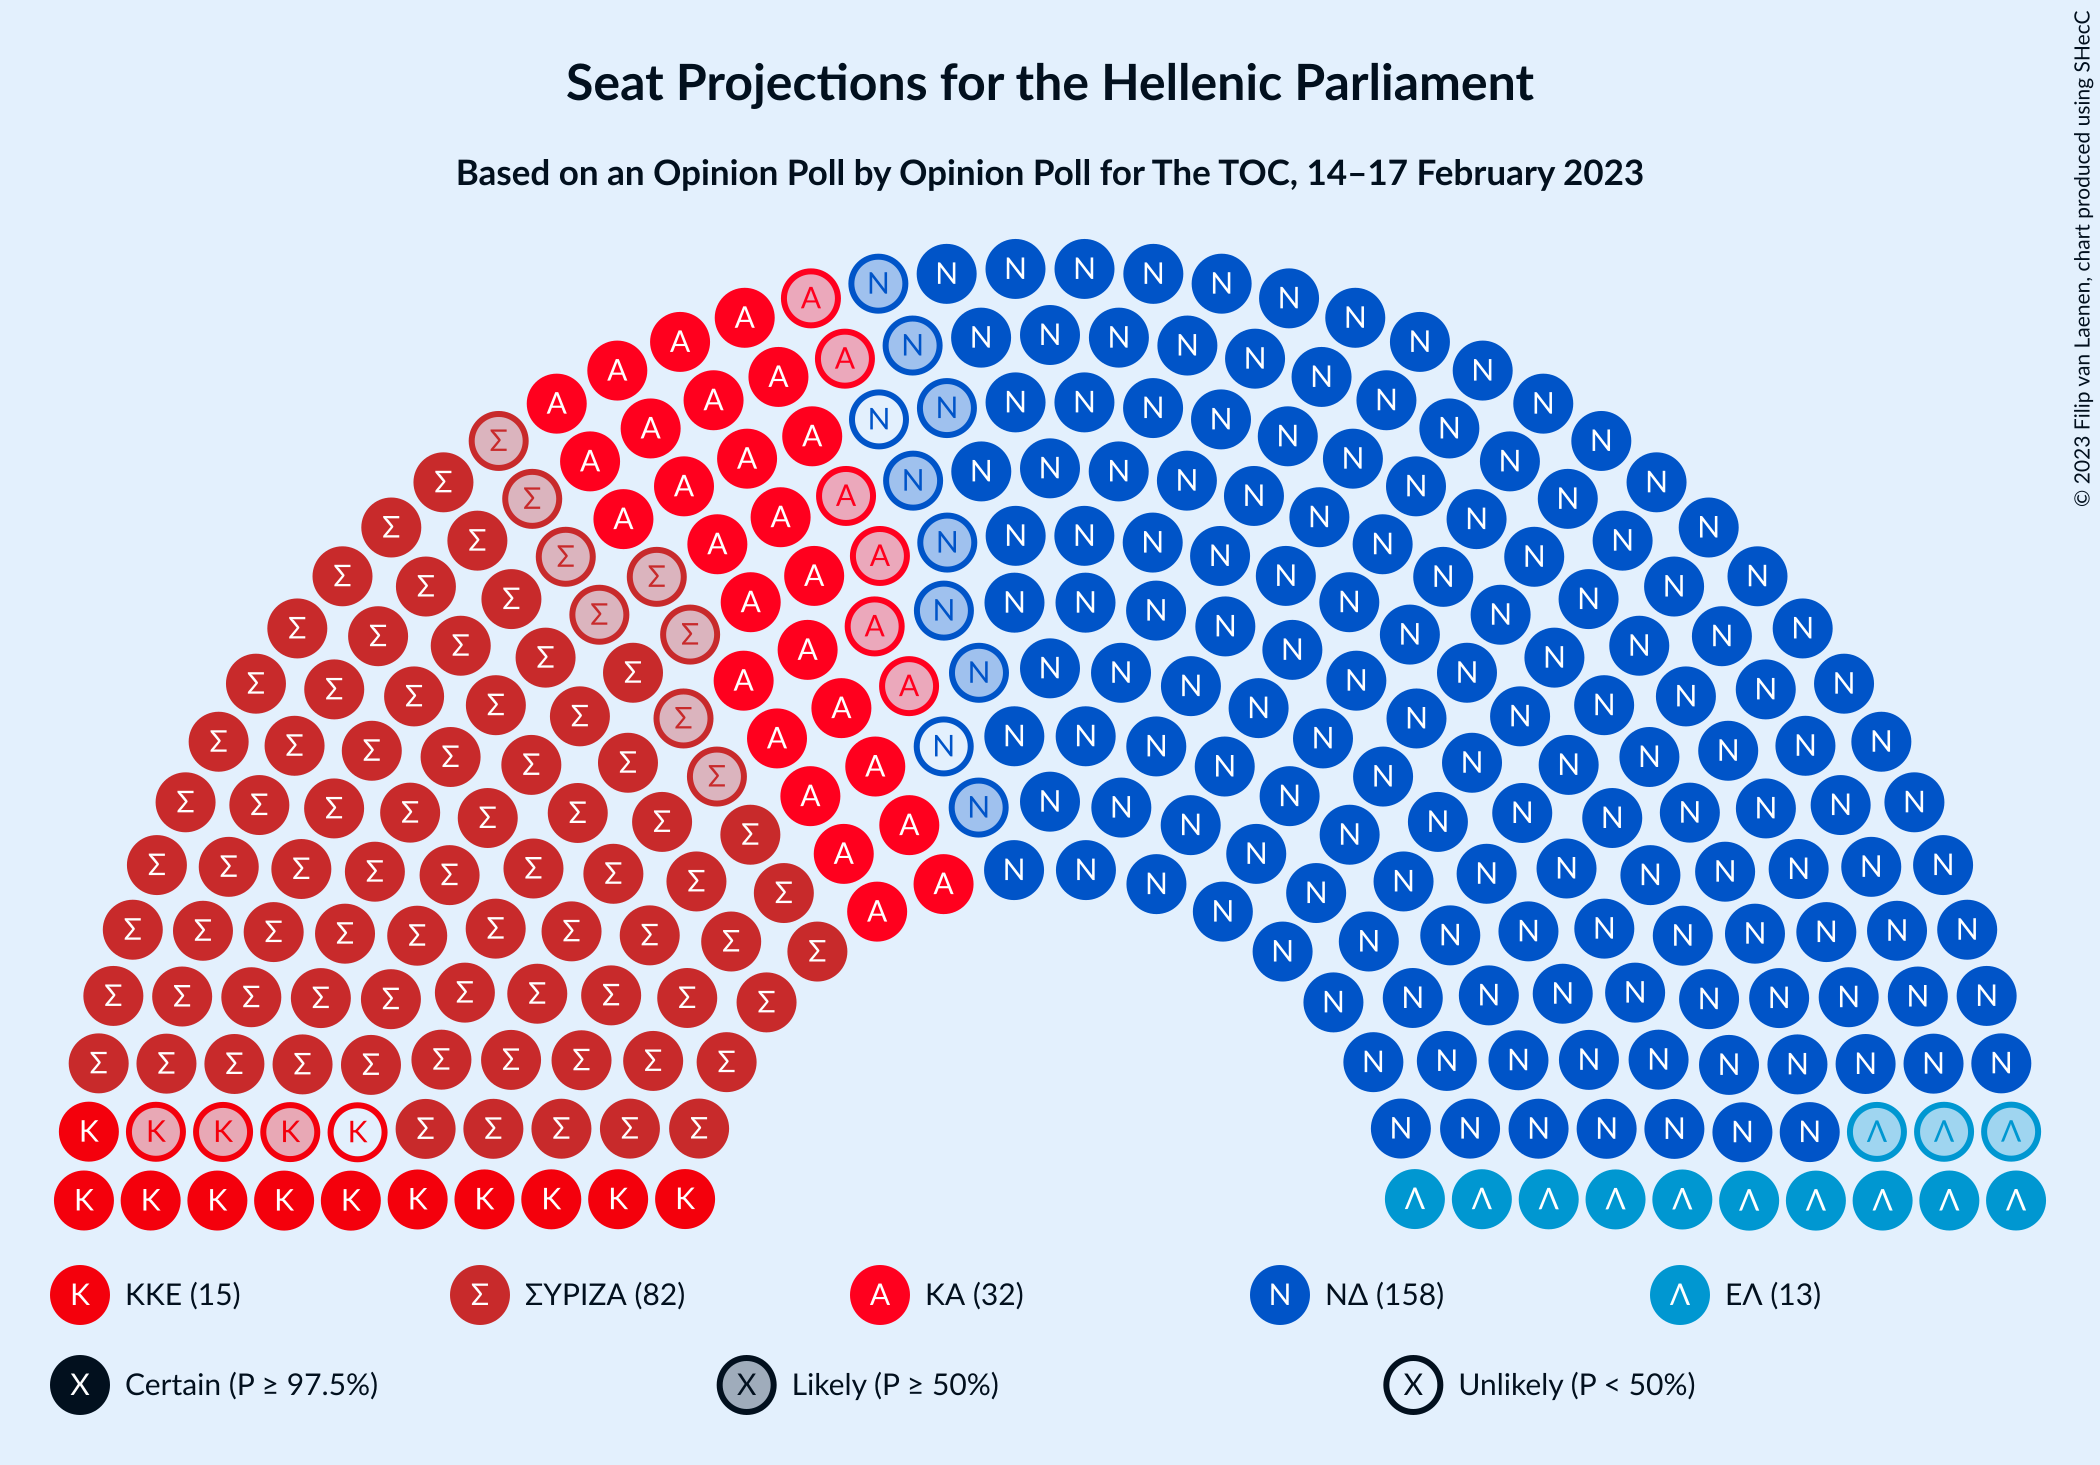 Seat Projections for the Hellenic Parliament
Based on an Opinion Poll by Opinion Poll for The TOC, 14–17 February 2023
© 2023 Filip van Laenen, chart produced using SHecC
Κ ΚΚΕ (15) Σ ΣΥΡΙΖΑ (82) Α ΚΑ (32) Ν ΝΔ (158) Λ ΕΛ (13)
X Certain (P ≥ 97.5%) X Likely (P ≥ 50%) X Unlikely (P < 50%)